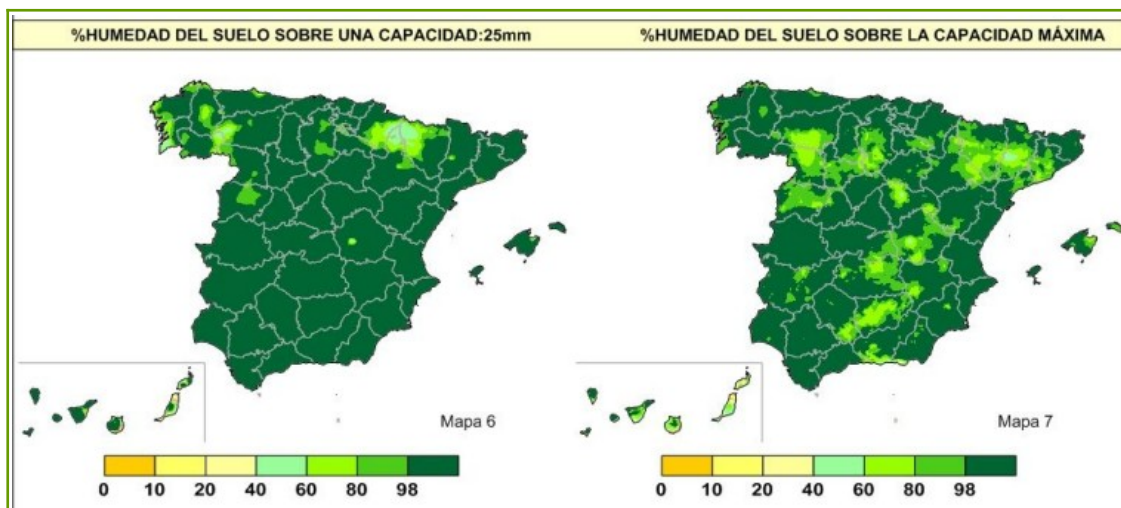 %HUMEDAD DEL SUELO SOBRE UNA CAPACIDAD:25mm
%HUMEDAD DEL SUELO SOBRE LA CAPACIDAD MÁXIMA
Mapa 6
Mapa 7
0 10 20 40 60 80 98
0 10 20 40 60 80 98